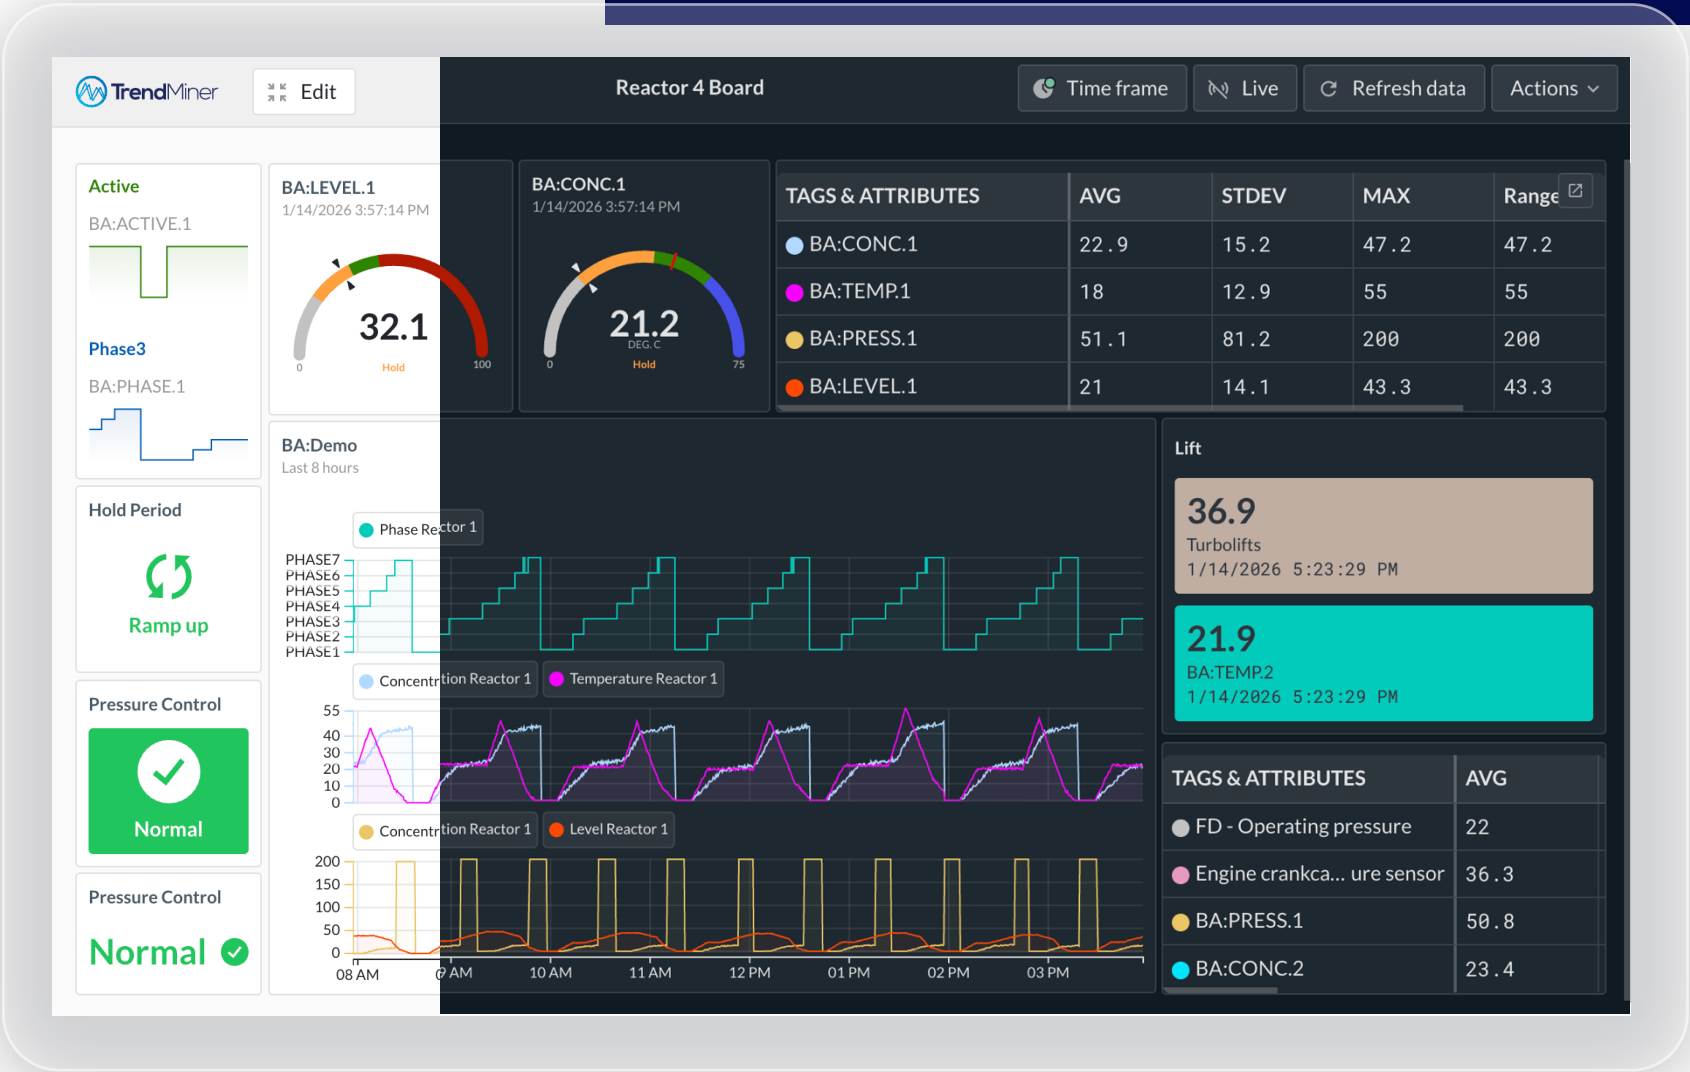 TrendMiner
Edit
Reactor 4 Board
Time frame
Live
Refresh data
Actions
Active
BA:ACTIVE.1
Phase3
BA:PHASE.1
Hold Period
Ramp up
Pressure Control
Normal
Pressure Control
Normal
BA:LEVEL.1
1/14/2026 3:57:14 PM
32.1
0
Hold
100
BA:CONC.1
1/14/2026 3:57:14 PM
21.2
DEG. C
0
Hold
75
TAGS & ATTRIBUTES AVG STDEV MAX Range
BA:CONC.1 22.9 15.2 47.2 47.2
BA:TEMP.1 18 12.9 55 55
BA:PRESS.1 51.1 81.2 200 200
BA:LEVEL.1 21 14.1 43.3 43.3
BA:Demo
Last 8 hours
Phase Reactor 1
PHASE7
PHASE6
PHASE5
PHASE4
PHASE3
PHASE2
PHASE1
Concentration Reactor 1
Temperature Reactor 1
55
40
30
20
10
0
Concentration Reactor 1
Level Reactor 1
200
150
100
50
0
08 AM AM 10 AM 11 AM 12 PM 01 PM 02 PM 03 PM
Lift
36.9
Turbolifts
1/14/2026 5:23:29 PM
21.9
BA:TEMP.2
1/14/2026 5:23:29 PM
TAGS & ATTRIBUTES AVG
FD - Operating pressure 22
Engine crankca... ure sensor 36.3
BA:PRESS.1 50.8
BA:CONC.2 23.4